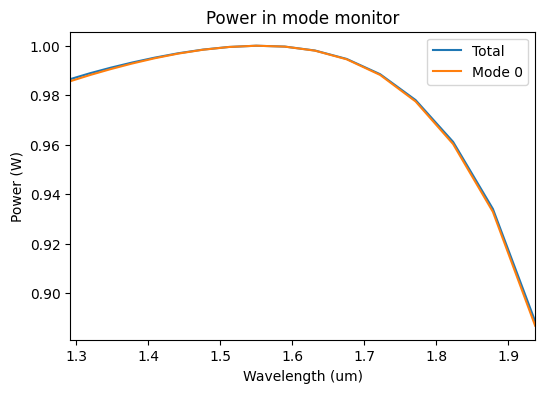 Power in mode monitor
Total
Mode 0
Power (W)
1.00
0.98
0.96
0.94
0.92
0.90
1.3 1.4 1.5 1.6 1.7 1.8 1.9
Wavelength (um)